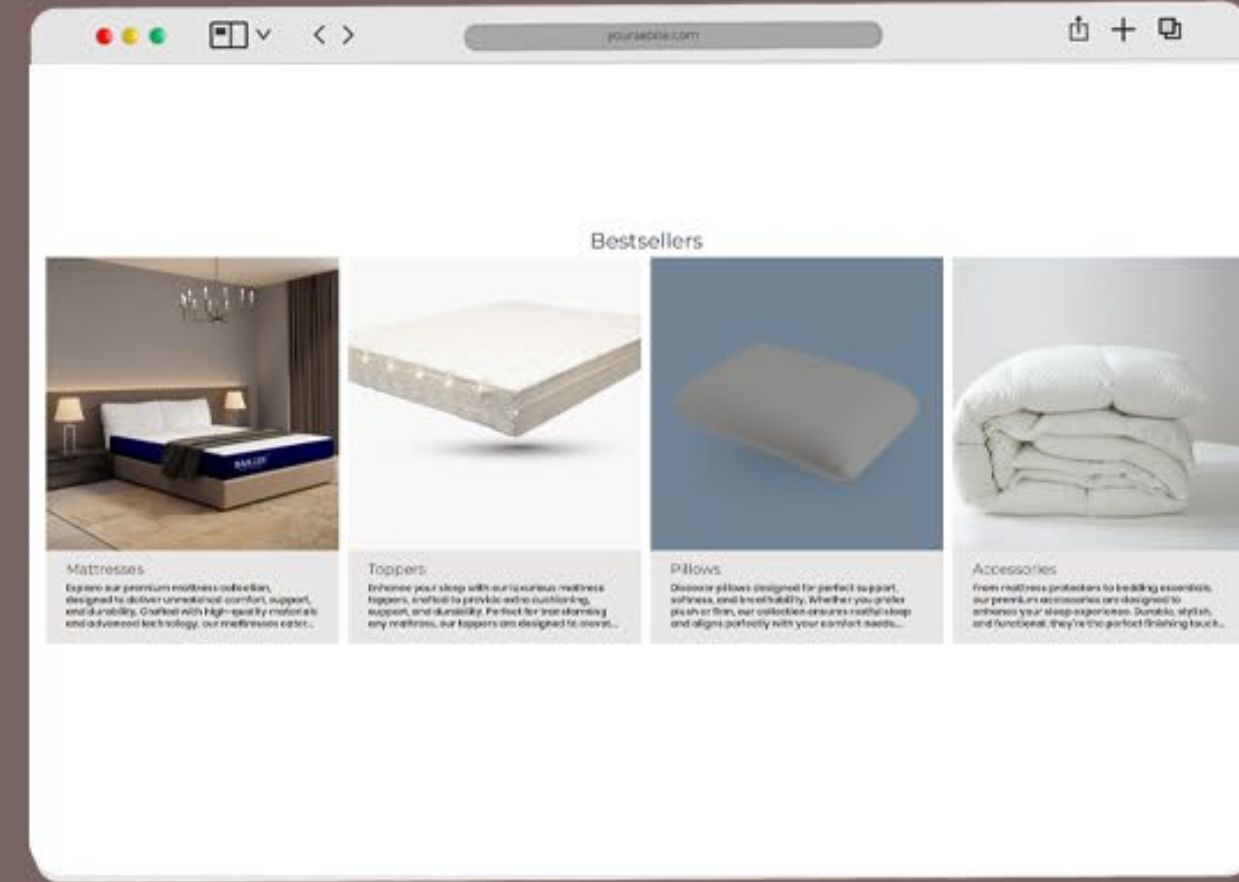 Bestsellers
Mattresses
Explore our premium mattress collection,
designed to deliver unmatched comfort, support,
and durability. Crafted with high-quality materials
and advanced technology, our mattresses cater...
Toppers
Enhance your sleep with our luxurious mattress
toppers, crafted to provide extra cushioning,
support, and durability. Perfect for transforming
any mattress, our toppers are designed to elevat...
Pillows
Discover pillows designed for perfect support,
softness, and breathability. Whether you prefer
plush or firm, our collection ensures restful sleep
and aligns perfectly with your comfort needs...
Accessories
From mattress protectors to bedding essentials,
our premium accessories are designed to
enhance your sleep experience. Durable, stylish,
and functional, they're the perfect finishing touch...